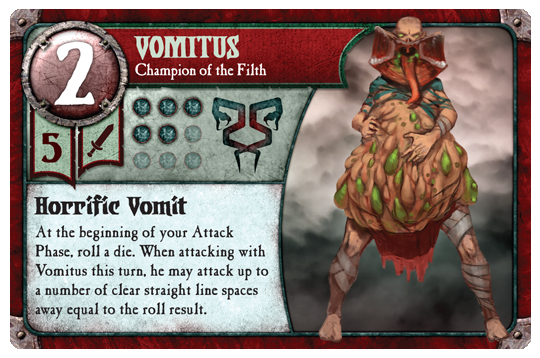 2
VOMITUS
Champion of the Filth
5
Horrific Vomit
At the beginning of your Attack
Phase, roll a die. When attacking with
Vomitus this turn, he may attack up to
a number of clear straight line spaces
away equal to the roll result.